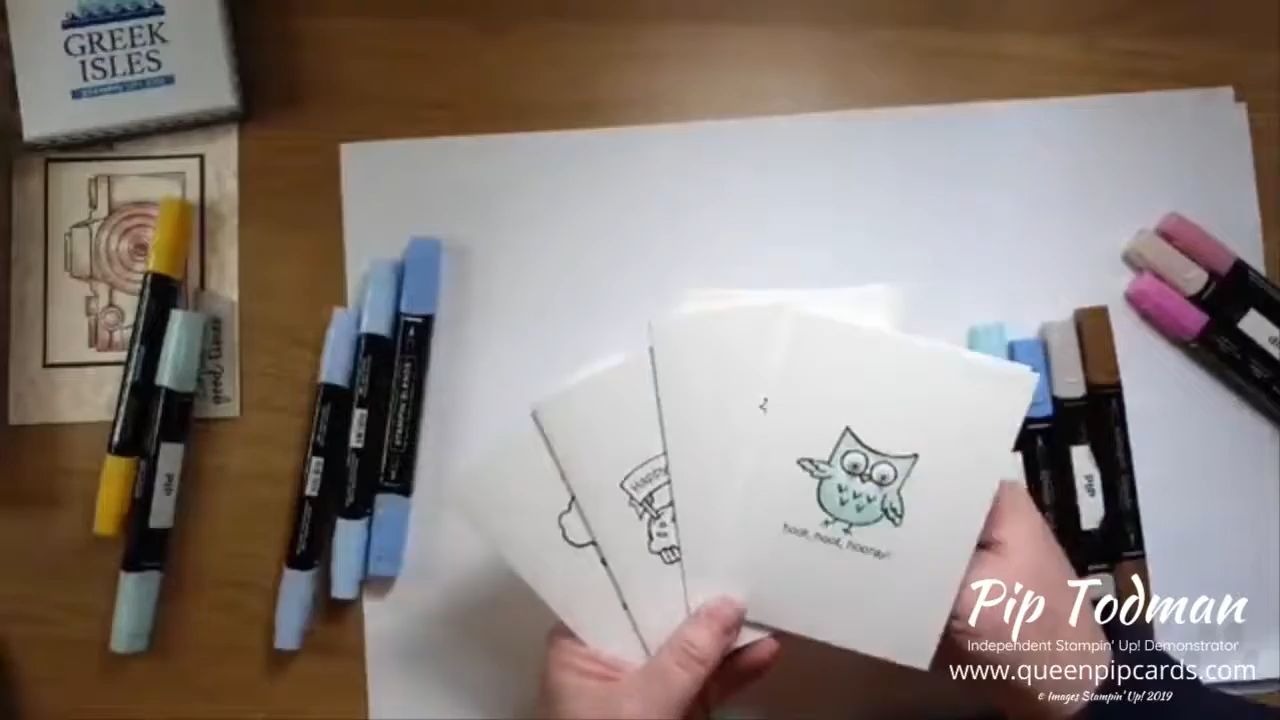 GREEK
ISLES
Happy
hoot, hoot, hooray!
PIP
Pip Todman
Independent Stampin' Up! Demonstrator
www.queenpipcards.com
© Images Stampin' Up! 2019